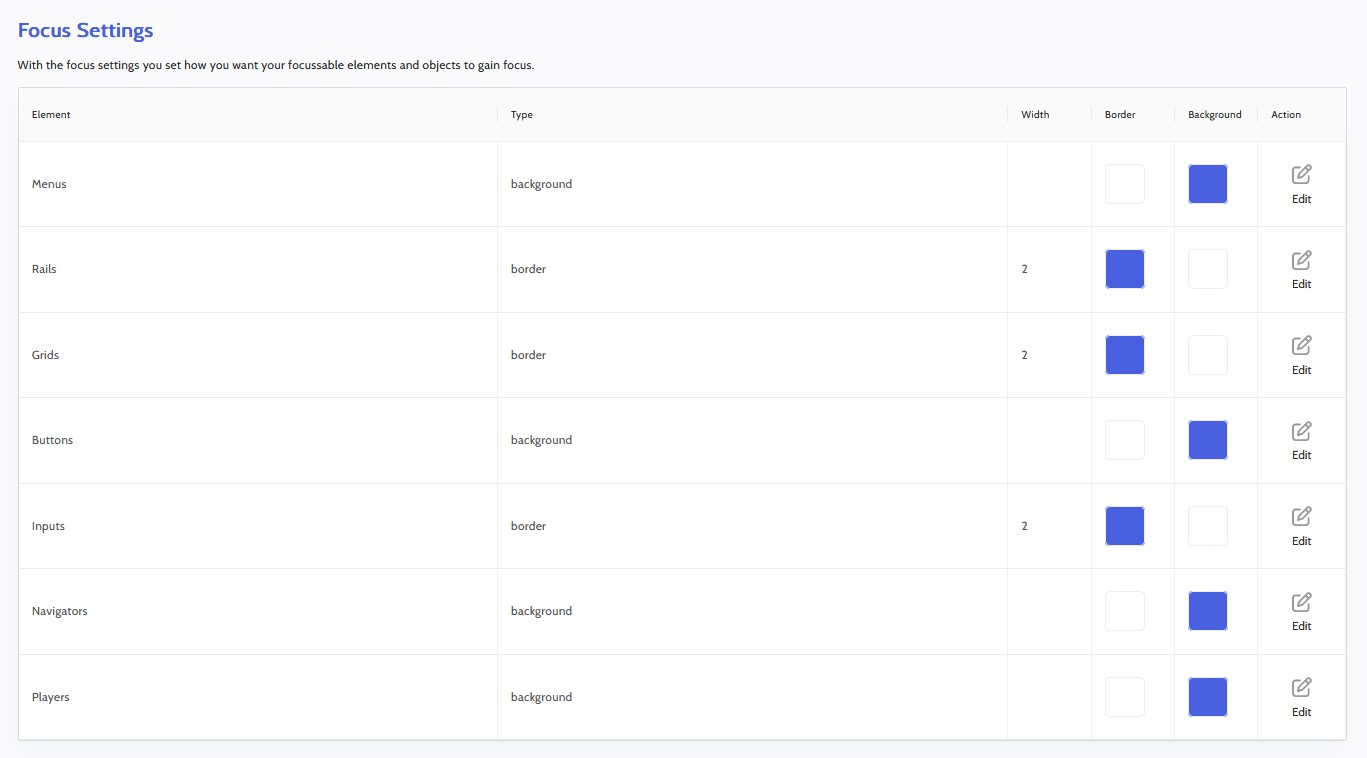 Focus Settings
With the focus settings you set how you want your focussable elements and objects to gain focus.
Element Type Width Border Background Action
Menus background Edit
Rails border 2 Edit
Grids border 2 Edit
Buttons background Edit
Inputs border 2 Edit
Navigators background Edit
Players background Edit